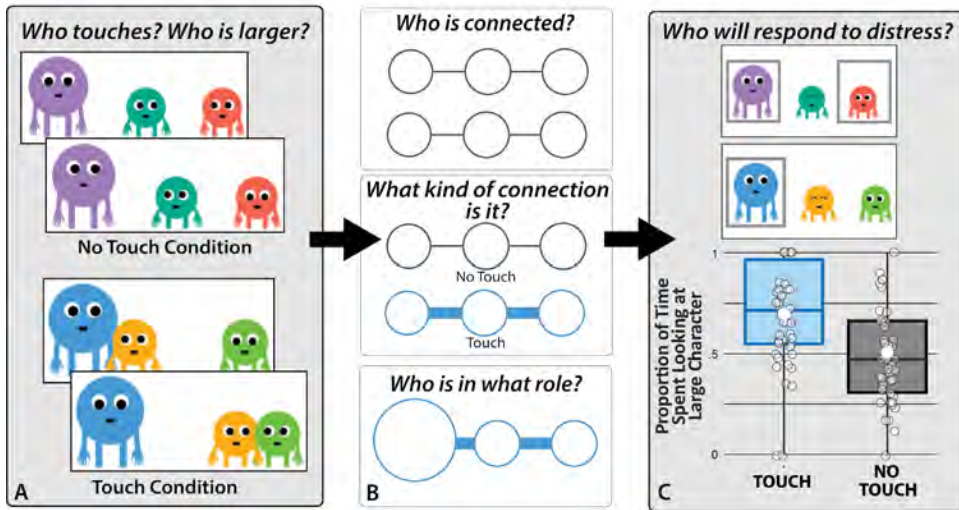 Who touches? Who is larger?
No Touch Condition
Touch Condition
A
Who is connected?
What kind of connection
is it?
No Touch
Touch
Who is in what role?
B
Who will respond to distress?
Proportion of Time
Spent Looking at
Large Character
1
.5
0
TOUCH
NO
TOUCH
C